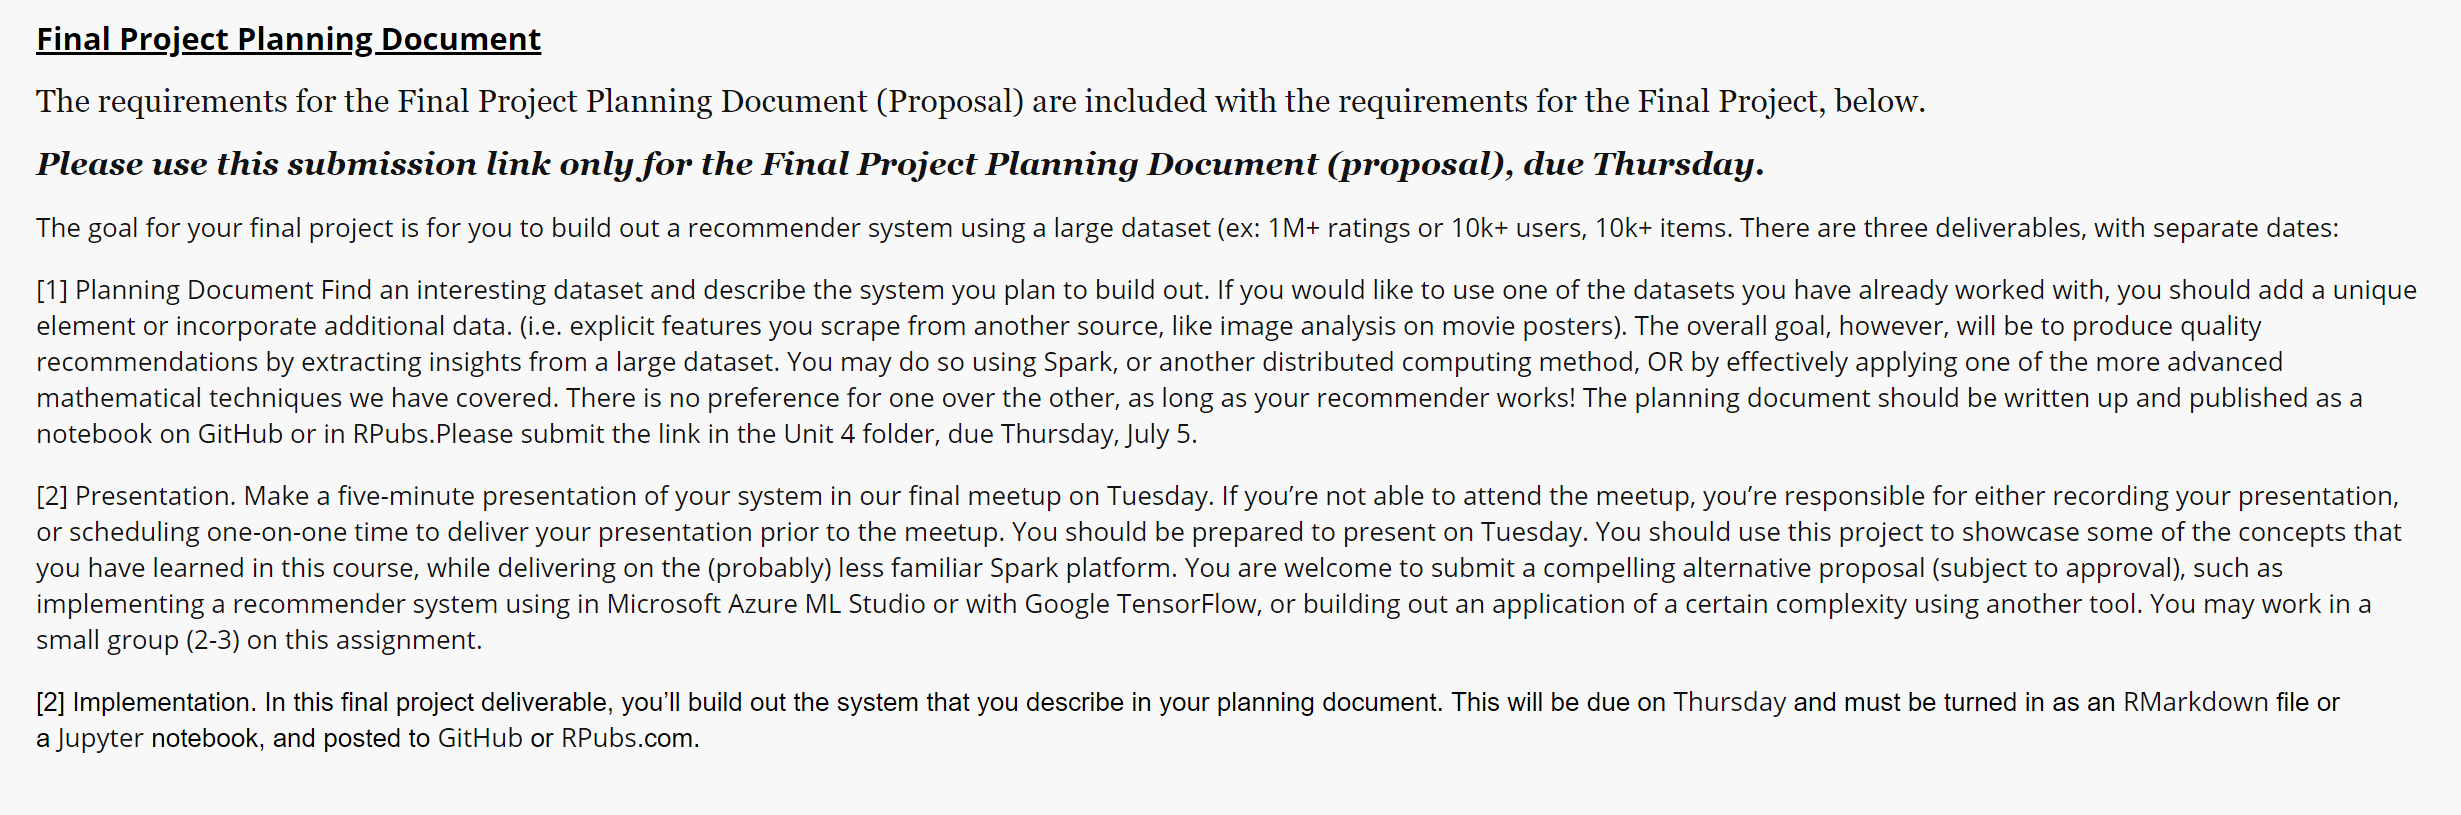 Final Project Planning Document
The requirements for the Final Project Planning Document (Proposal) are included with the requirements for the Final Project, below.
Please use this submission link only for the Final Project Planning Document (proposal), due Thursday.
The goal for your final project is for you to build out a recommender system using a large dataset (ex: 1M+ ratings or 10k+ users, 10k+ items. There are three deliverables, with separate dates:
[1] Planning Document Find an interesting dataset and describe the system you plan to build out. If you would like to use one of the datasets you have already worked with, you should add a unique
element or incorporate additional data. (i.e. explicit features you scrape from another source, like image analysis on movie posters). The overall goal, however, will be to produce quality
recommendations by extracting insights from a large dataset. You may do so using Spark, or another distributed computing method, OR by effectively applying one of the more advanced
mathematical techniques we have covered. There is no preference for one over the other, as long as your recommender works! The planning document should be written up and published as a
notebook on GitHub or in RPubs.Please submit the link in the Unit 4 folder, due Thursday, July 5.
[2] Presentation. Make a five-minute presentation of your system in our final meetup on Tuesday. If you’re not able to attend the meetup, you’re responsible for either recording your presentation,
or scheduling one-on-one time to deliver your presentation prior to the meetup. You should be prepared to present on Tuesday. You should use this project to showcase some of the concepts that
you have learned in this course, while delivering on the (probably) less familiar Spark platform. You are welcome to submit a compelling alternative proposal (subject to approval), such as
implementing a recommender system using in Microsoft Azure ML Studio or with Google TensorFlow, or building out an application of a certain complexity using another tool. You may work in a
small group (2-3) on this assignment.
[2] Implementation. In this final project deliverable, you’ll build out the system that you describe in your planning document. This will be due on Thursday and must be turned in as an RMarkdown file or
a Jupyter notebook, and posted to GitHub or RPubs.com.